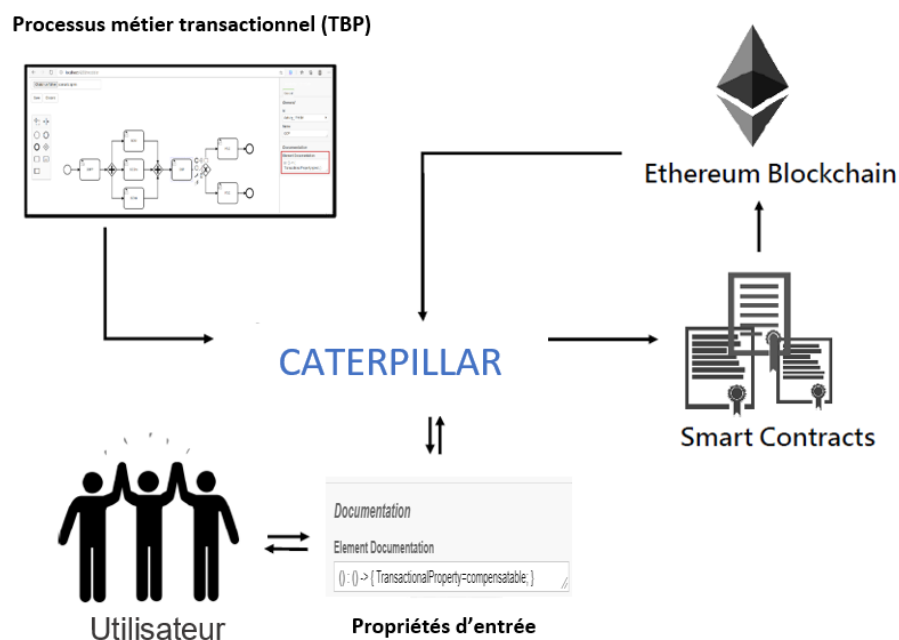 Processus métier transactionnel (TBP)
Ethereum Blockchain
CATERPILLAR
Smart Contracts
Documentation
Element Documentation
() : () -> { TransactionalProperty=compensatable; }
Utilisateur
Propriétés d'entrée